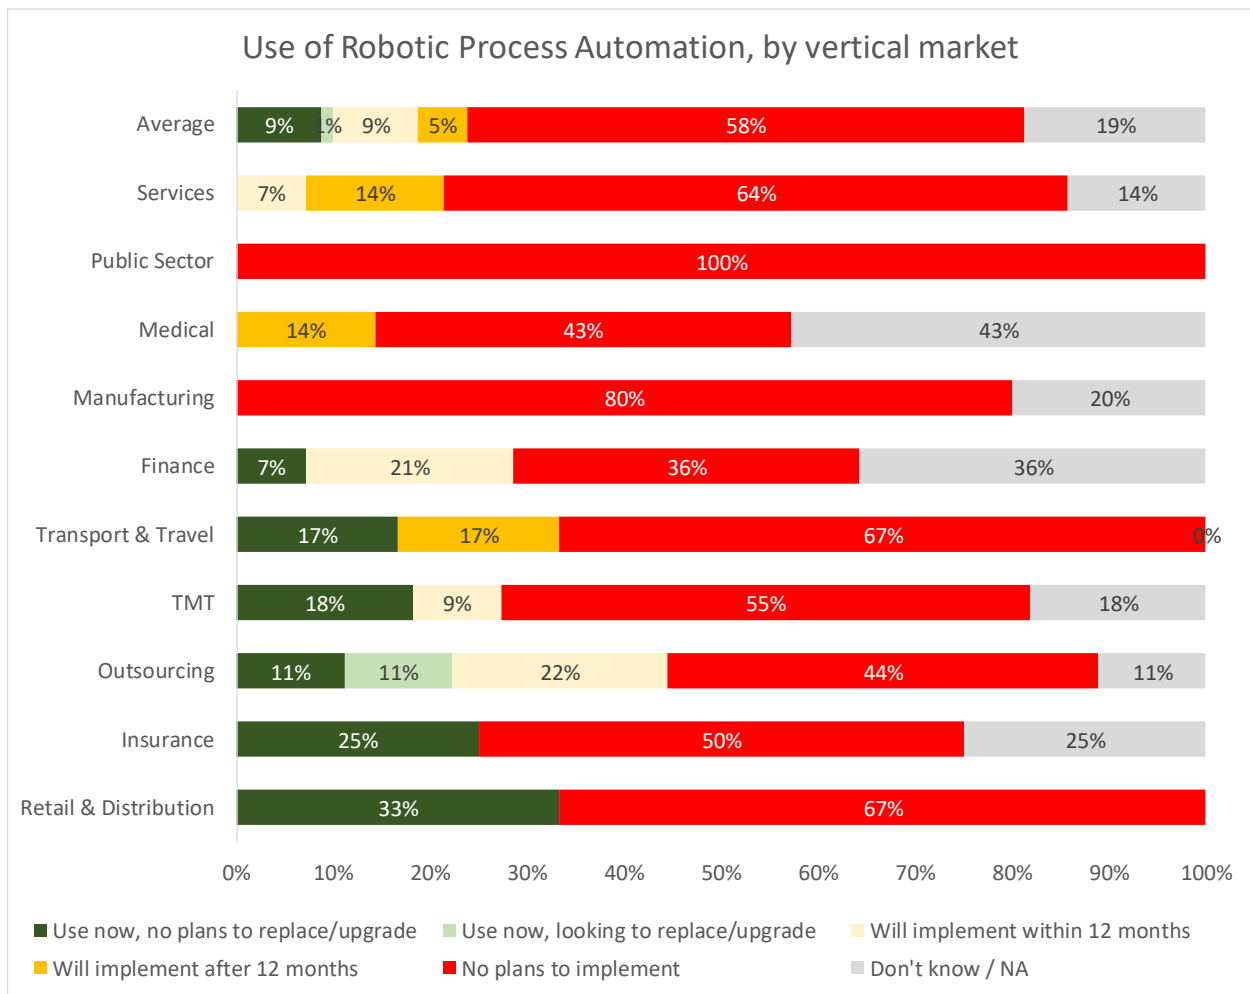 Use of Robotic Process Automation, by vertical market
Average 9% 1% 9% 5% 58% 19%
Services 7% 14% 64% 14%
Public Sector 100%
Medical 14% 43% 43%
Manufacturing 80% 20%
Finance 7% 21% 36% 36%
Transport & Travel 17% 17% 67% 0%
TMT 18% 9% 55% 18%
Outsourcing 11% 11% 22% 44% 11%
Insurance 25% 50% 25%
Retail & Distribution 33% 67%
0% 10% 20% 30% 40% 50% 60% 70% 80% 90% 100%
Use now, no plans to replace/upgrade Use now, looking to replace/upgrade Will implement within 12 months
Will implement after 12 months No plans to implement Don't know / NA